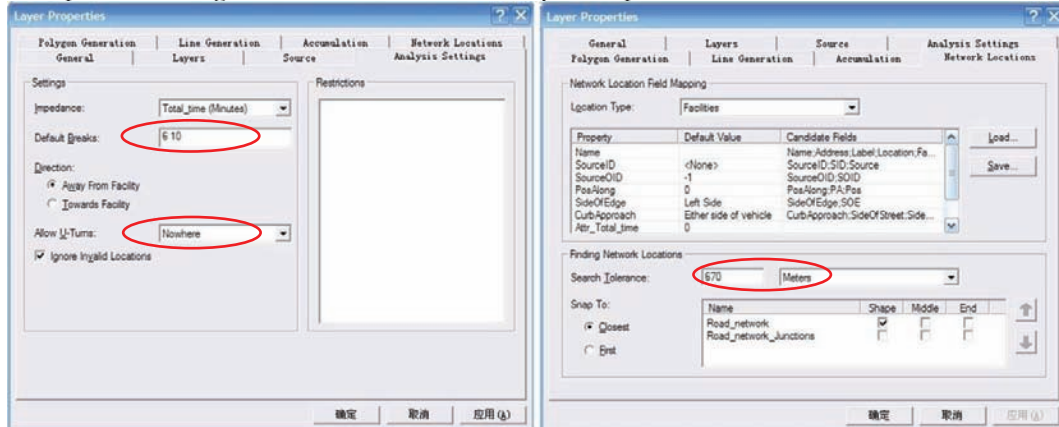 Layer Properties
Polygon Generation
Line Generation
Accumulation
Network Locations
General
Layers
Source
Analysis Settings
Settings
Impedance:
Total_time (Minutes)
Default Breaks:
6 10
Direction:
Away From Facility
Towards Facility
Allow U-Turns:
Nowhere
Ignore Invalid Locations
Restrictions
确定
取消
应用(A)
Layer Properties
General
Layers
Source
Analysis Settings
Polygon Generation
Line Generation
Accumulation
Network Locations
Network Location Field Mapping
Location Type:
Facilities
Property Default Value Candidate Fields
Name Name;Address;Label;Location;Fa...
SourceID <None> SourceID;SID;Source
SourceOID -1 SourceOID;SOID
PosAlong 0 PosAlong;PA;Pos
SideOfEdge Left Side SideOfEdge;SOE
CurbApproach Either side of vehicle CurbApproach;SideOfStreet;Side...
Attr_Total_time 0
Load...
Save...
Finding Network Locations
Search Tolerance:
670
Meters
Snap To:
Closest
First
Name Shape Middle End
Road_network
Road_network_Junctions
确定
取消
应用(A)